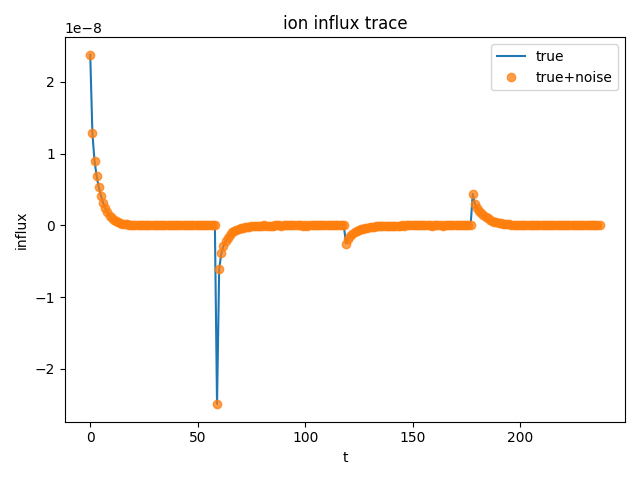 ion influx trace
1e−8
true
true+noise
2
1
0
−1
−2
influx
0
50
100
150
200
t